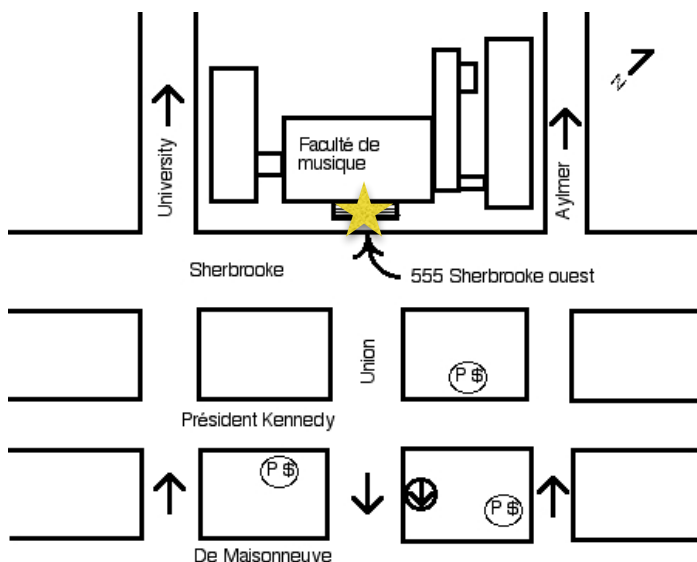 N
University
Faculté de
musique
Aylmer
Sherbrooke
555 Sherbrooke ouest
Union
P $
Président Kennedy
P $
P $
De Maisonneuve